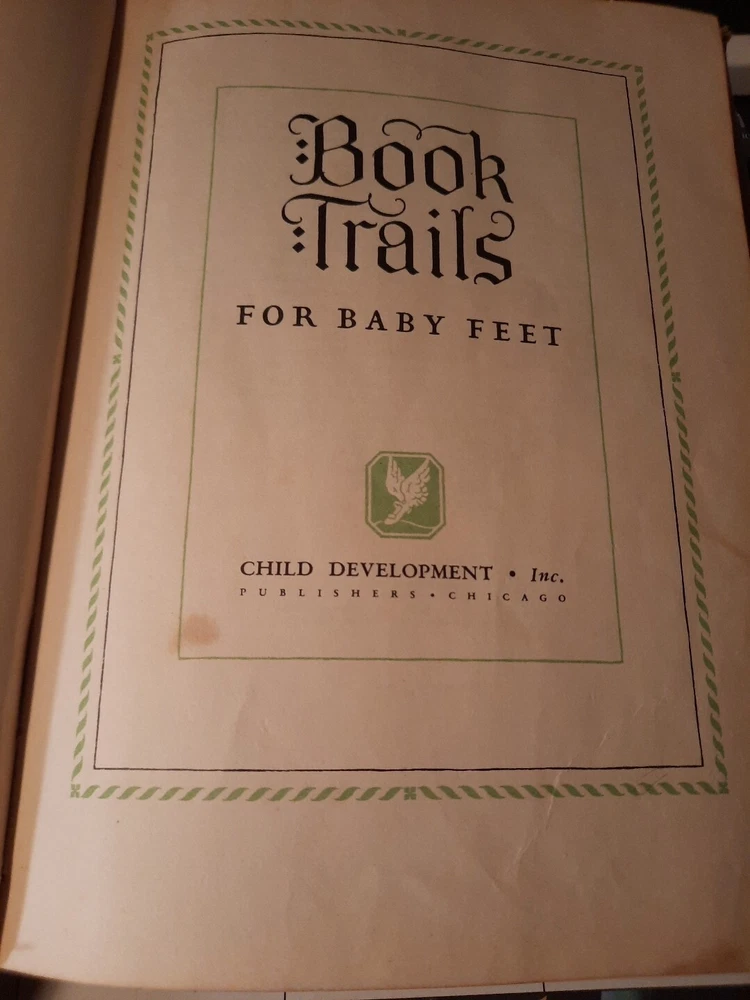 Book
Trails
FOR BABY FEET
CHILD DEVELOPMENT • Inc.
PUBLISHERS • CHICAGO